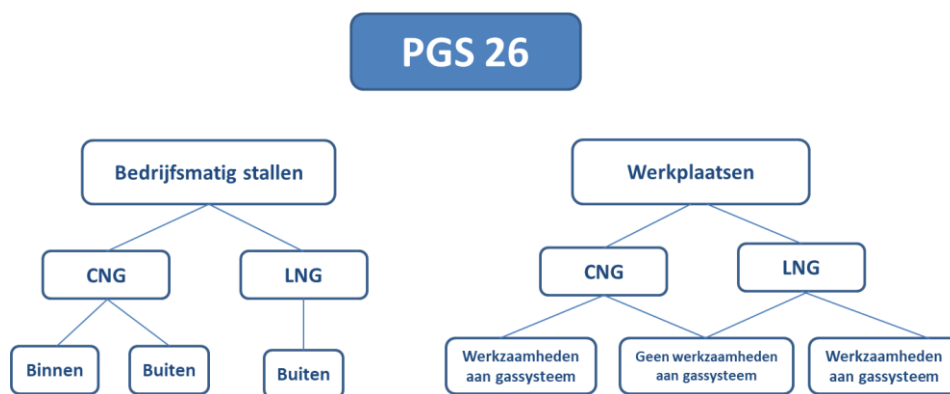 PGS 26
Bedrijfsmatig stallen
Werkplaatsen
CNG
LNG
CNG
LNG
Binnen
Buiten
Buiten
Werkzaamheden
aan gassysteem
Geen werkzaamheden
aan gassysteem
Werkzaamheden
aan gassysteem